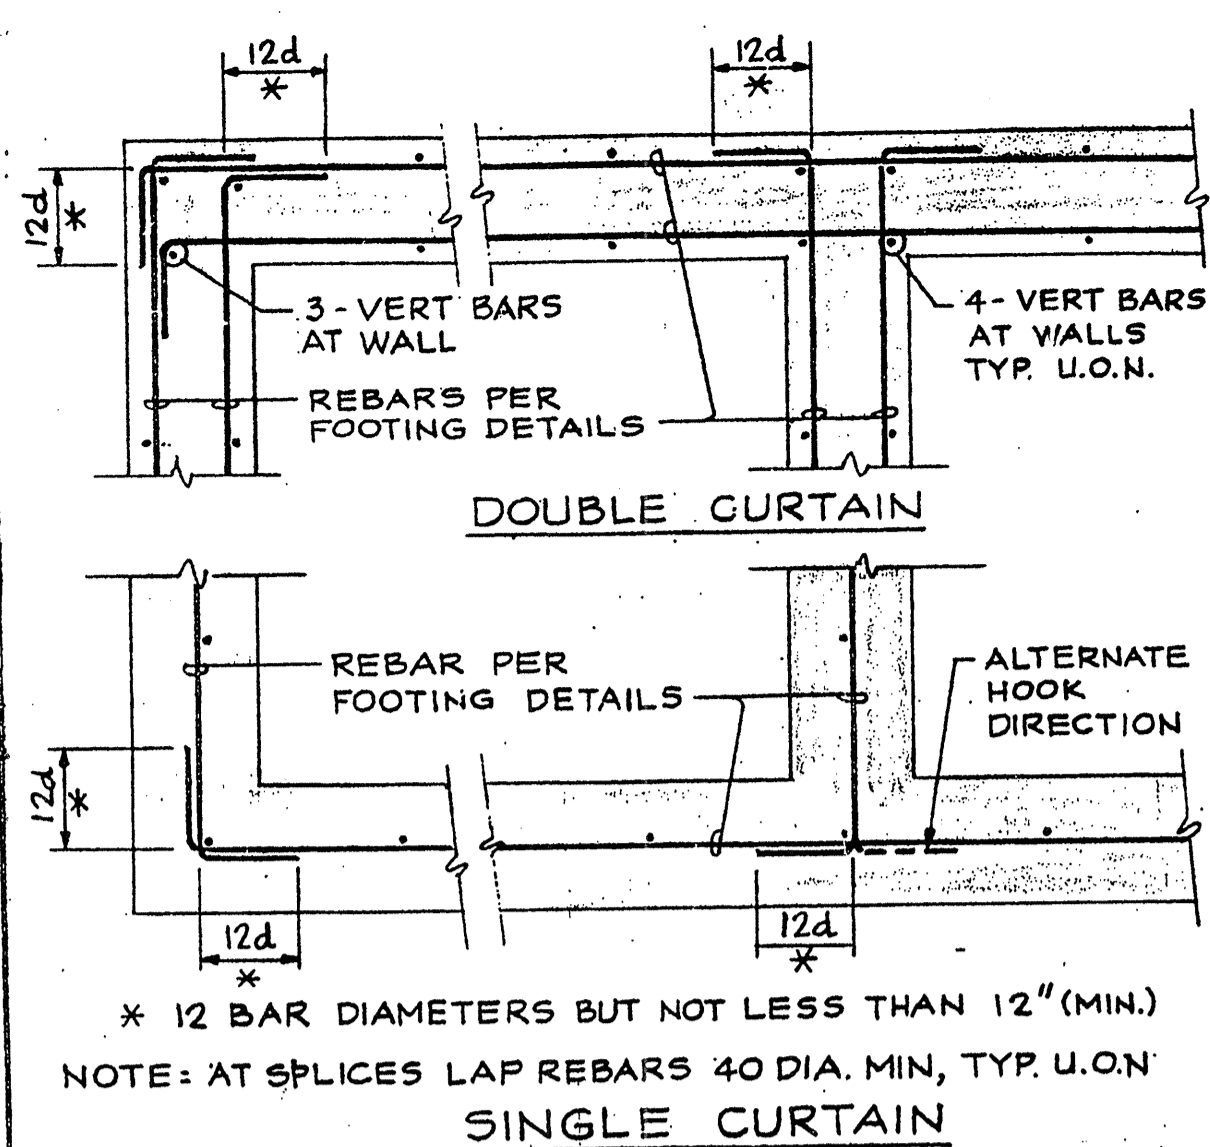 12d
*
12d
*
12d
*
3 - VERT BARS
AT WALL
4 - VERT BARS
AT WALLS
TYP. U.O.N.
REBARS PER
FOOTING DETAILS
DOUBLE CURTAIN
REBAR PER
FOOTING DETAILS
ALTERNATE
HOOK
DIRECTION
12d
*
12d
*
12d
*
* 12 BAR DIAMETERS BUT NOT LESS THAN 12" (MIN.)
NOTE: AT SPLICES LAP REBARS 40 DIA. MIN, TYP. U.O.N
SINGLE CURTAIN